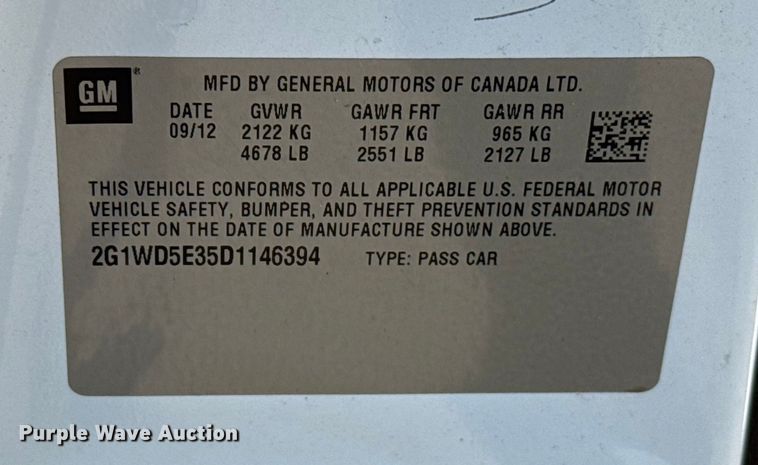 GM®
MFD BY GENERAL MOTORS OF CANADA LTD.
DATE GVWR GAWR FRT GAWR RR
09/12 2122 KG 1157 KG 965 KG
4678 LB 2551 LB 2127 LB
THIS VEHICLE CONFORMS TO ALL APPLICABLE U.S. FEDERAL MOTOR
VEHICLE SAFETY, BUMPER, AND THEFT PREVENTION STANDARDS IN
EFFECT ON THE DATE OF MANUFACTURE SHOWN ABOVE.
2G1WD5E35D1146394 TYPE: PASS CAR
Purple Wave Auction